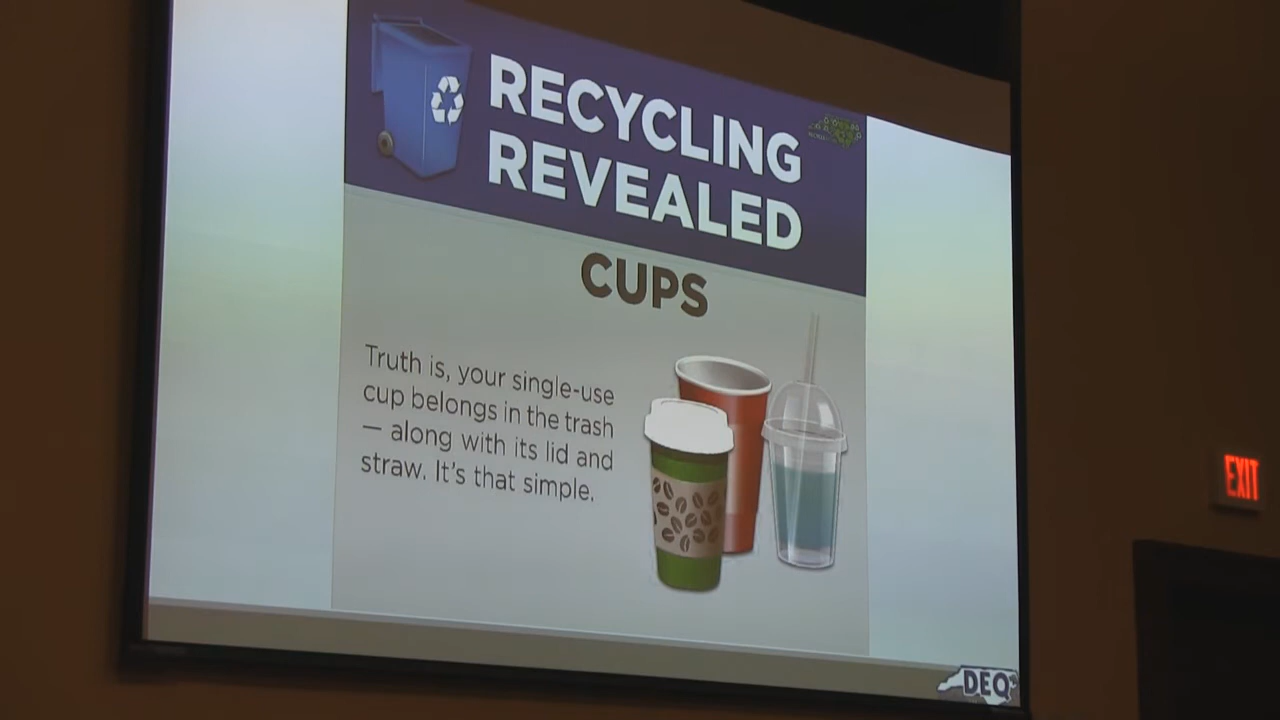 RECYCLING
REVEALED
CUPS
Truth is, your single-use
cup belongs in the trash
— along with its lid and
straw. It's that simple.
EXIT
DEQ